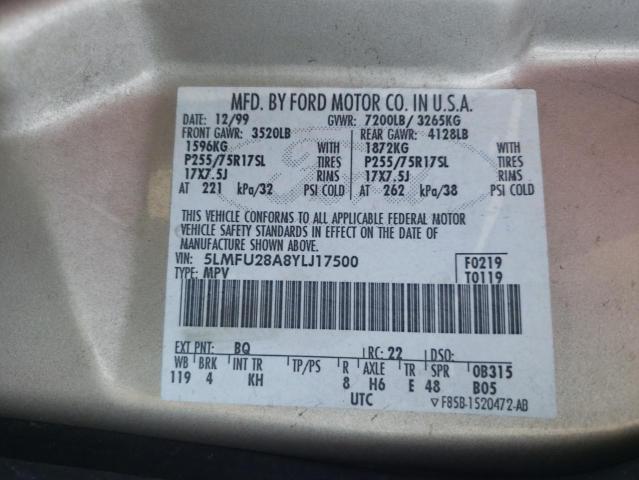 MFD. BY FORD MOTOR CO. IN U.S.A.
DATE: 12/99 GVWR: 7200LB/ 3265KG
FRONT GAWR: 3520LB REAR GAWR: 4128LB
1596KG WITH 1872KG WITH
P255/75R17SL TIRES P255/75R17SL TIRES
17X7.5J RIMS 17X7.5J RIMS
AT 221 kPa/32 PSI COLD AT 262 kPa/38 PSI COLD
THIS VEHICLE CONFORMS TO ALL APPLICABLE FEDERAL MOTOR
VEHICLE SAFETY STANDARDS IN EFFECT ON THE DATE OF
MANUFACTURE SHOWN ABOVE.
VIN: 5LMFU28A8YLJ17500 F0219
TYPE: MPV T0119
EXT PNT: BQ RC: 22 DSO:
WB BRK INT TR TP/PS R AXLE TR SPR 0B315
119 4 KH 8 H6 E 48 B05
UTC ▽F85B-1520472-AB